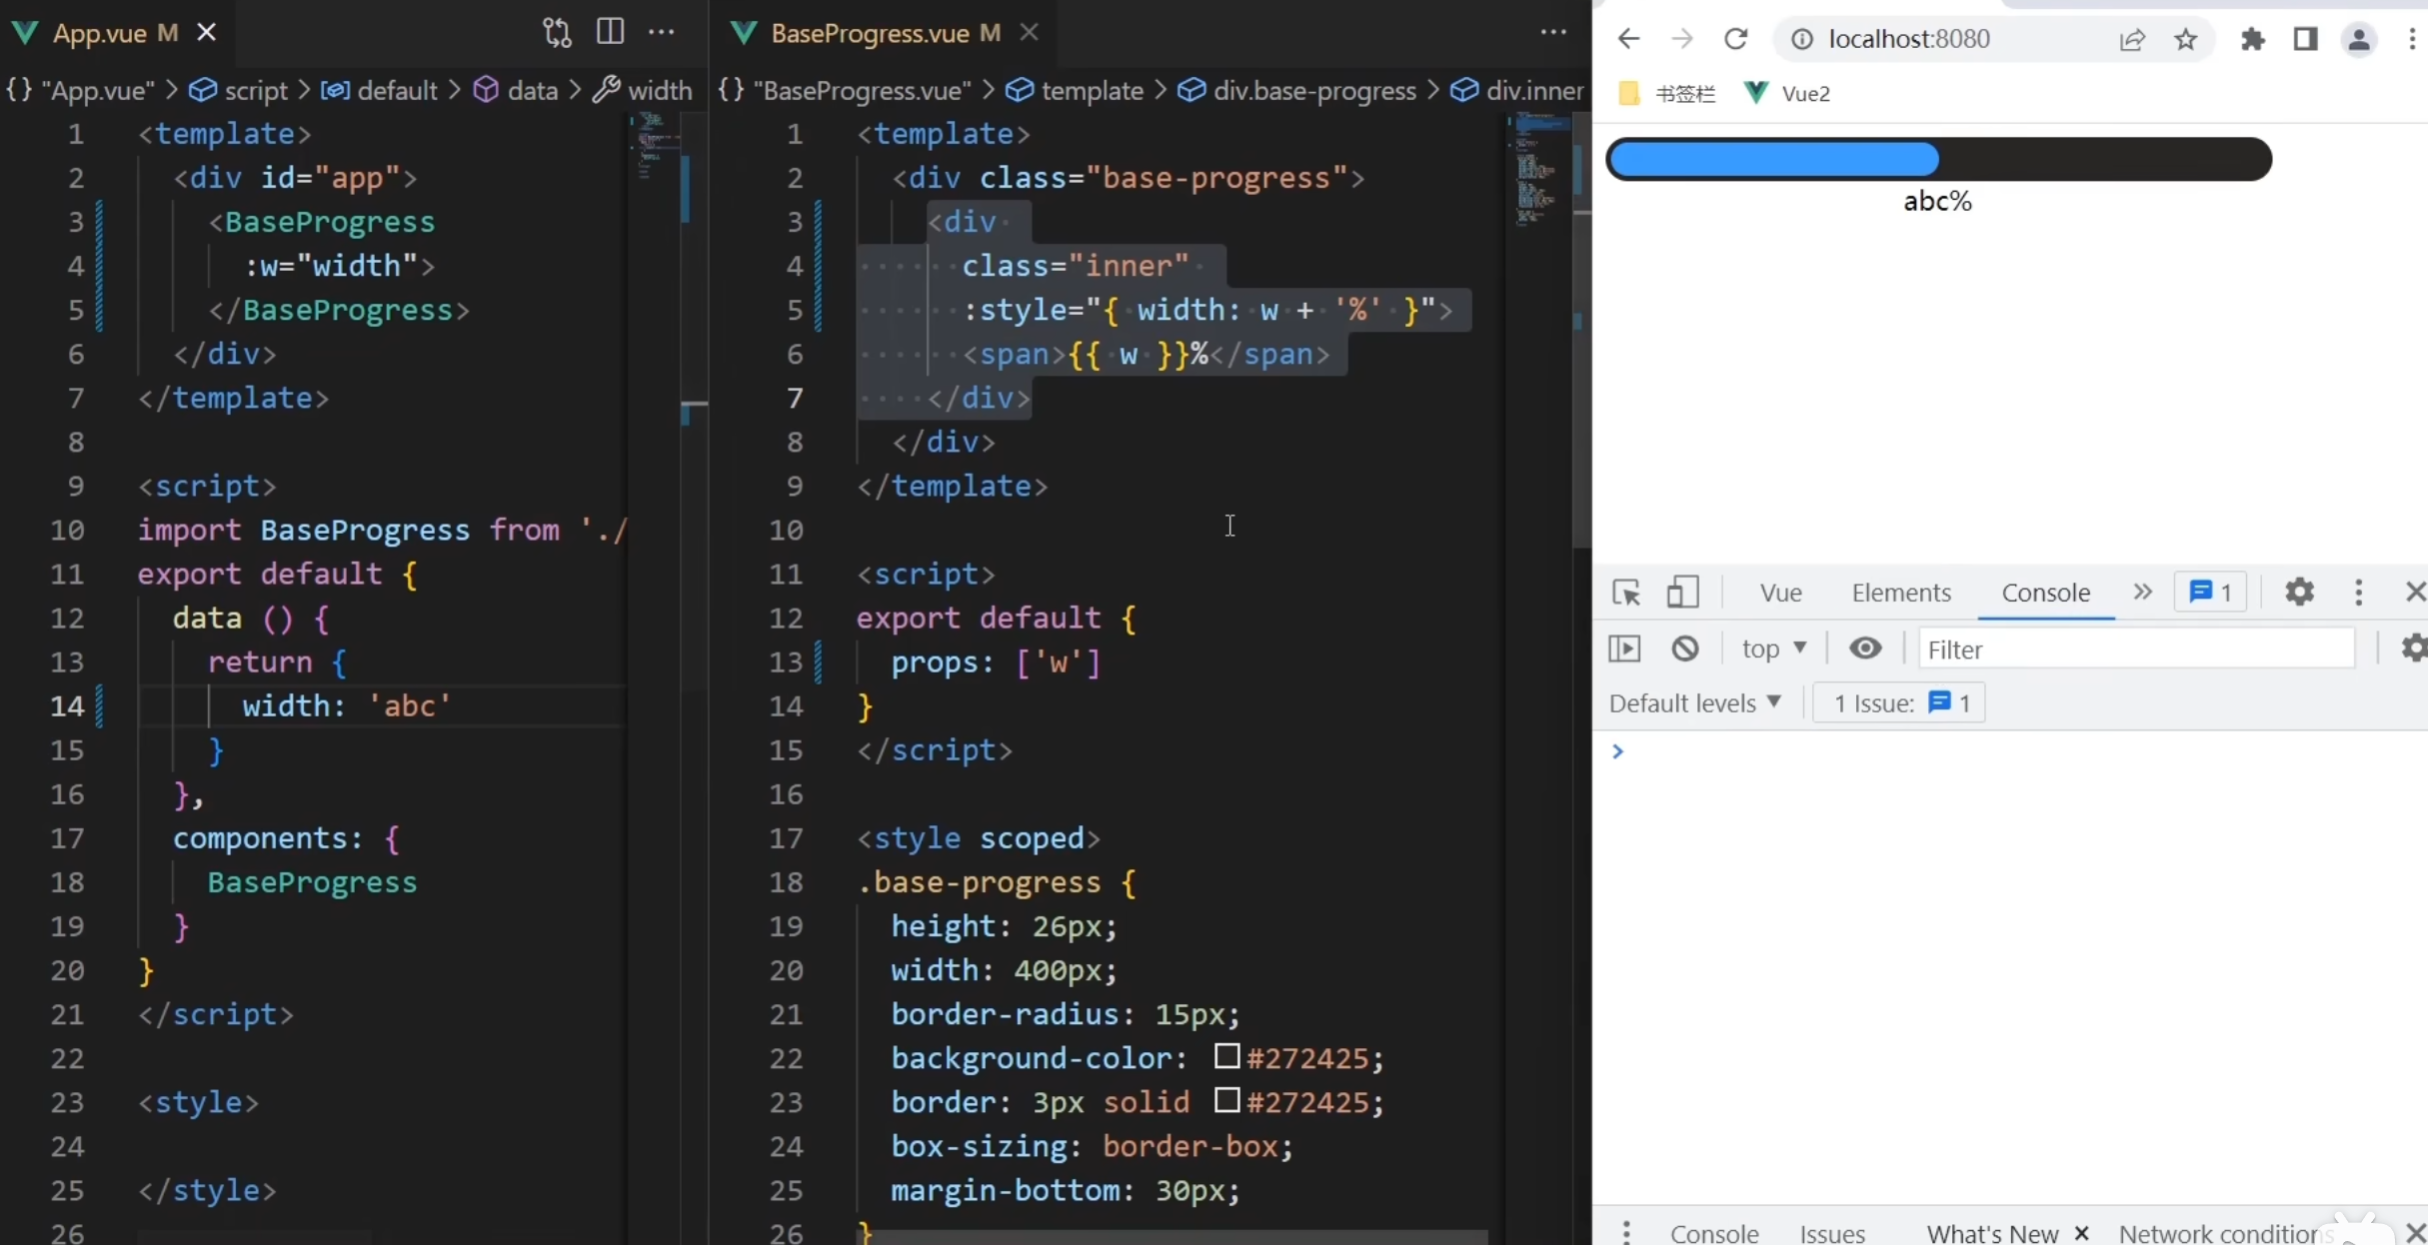 App.vue M
{} "App.vue" > script > default > data > width
1 <template>
2 <div id="app">
3 <BaseProgress
4 :w="width">
5 </BaseProgress>
6 </div>
7 </template>
8
9 <script>
10 import BaseProgress from './
11 export default {
12 data () {
13 return {
14 width: 'abc'
15 }
16 },
17 components: {
18 BaseProgress
19 }
20 }
21 </script>
22
23 <style>
24
25 </style>
26
BaseProgress.vue M
{} "BaseProgress.vue" > template > div.base-progress > div.inner
1 <template>
2 <div class="base-progress">
3 <div
4 class="inner"
5 :style="{ width: w + '%' }">
6 <span>{{ w }}%</span>
7 </div>
8 </div>
9 </template>
10
11 <script>
12 export default {
13 props: ['w']
14 }
15 </script>
16
17 <style scoped>
18 .base-progress {
19 height: 26px;
20 width: 400px;
21 border-radius: 15px;
22 background-color: #272425;
23 border: 3px solid #272425;
24 box-sizing: border-box;
25 margin-bottom: 30px;
26 }
localhost:8080
书签栏 Vue2
abc%
Vue Elements Console » 1
top Filter
Default levels 1 Issue: 1
>
Console Issues What's New Network conditions